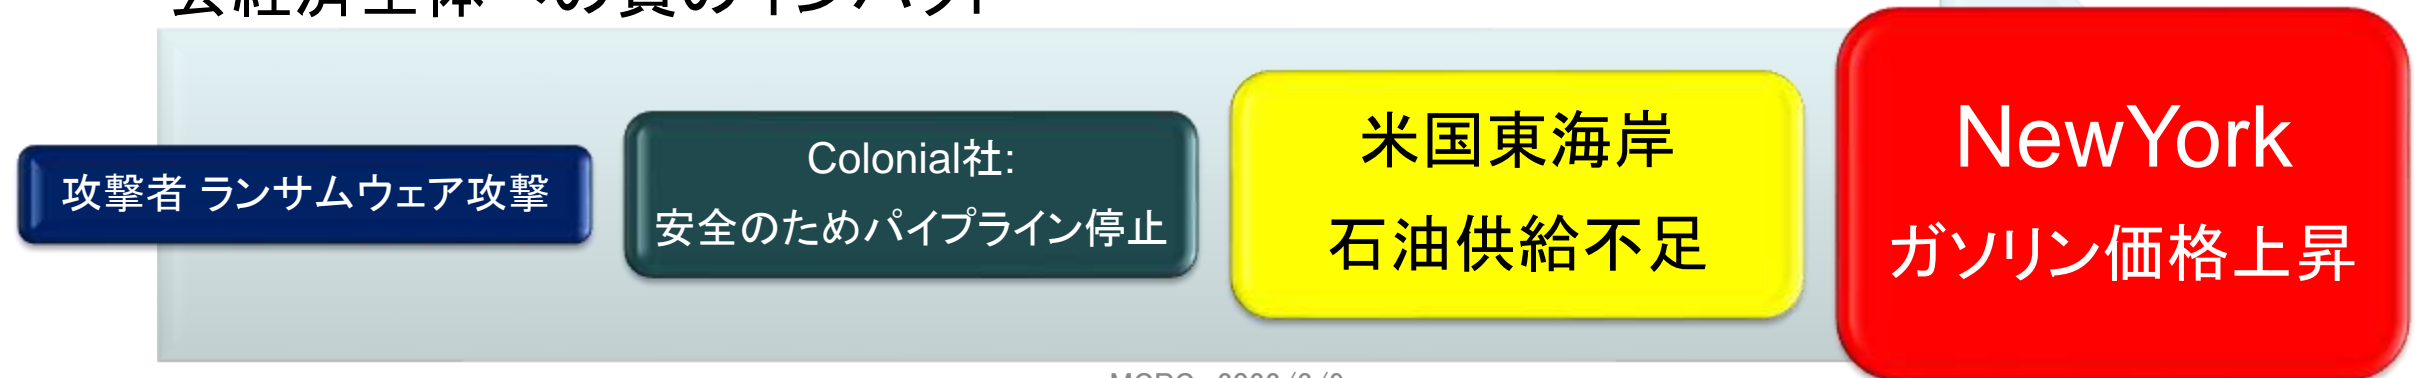 攻撃者 ランサムウェア攻撃
Colonial社:
安全のためパイプライン停止
米国東海岸
石油供給不足
NewYork
ガソリン価格上昇